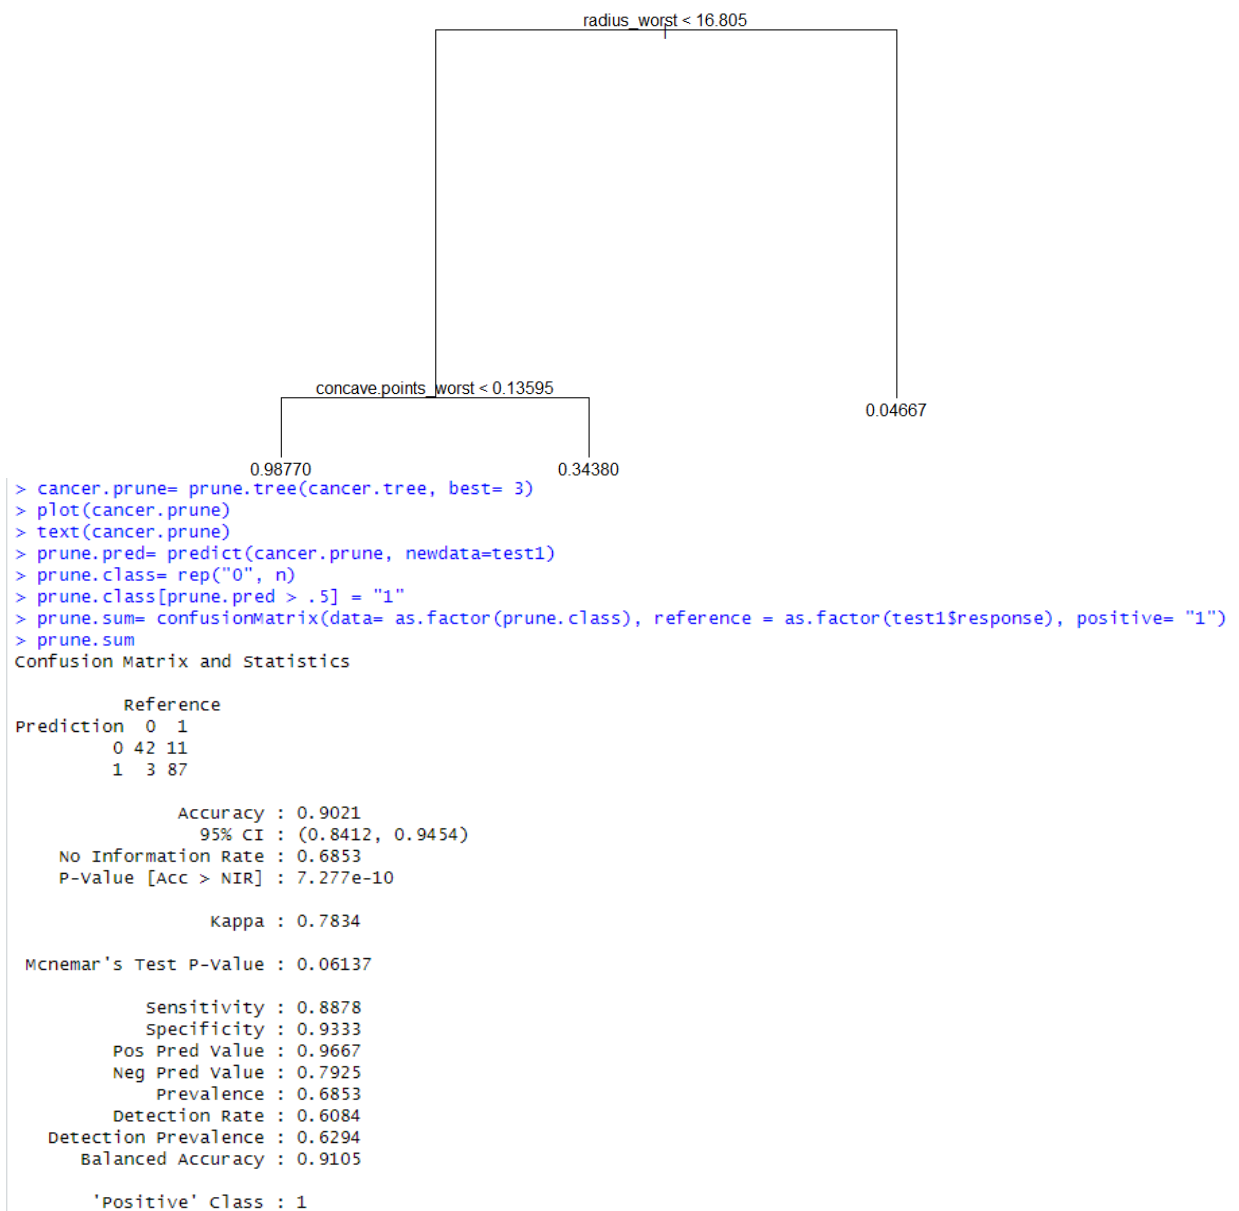 radius_worst < 16.805
concave.points_worst < 0.13595
0.04667
0.98770 0.34380
> cancer.prune= prune.tree(cancer.tree, best= 3)
> plot(cancer.prune)
> text(cancer.prune)
> prune.pred= predict(cancer.prune, newdata=test1)
> prune.class= rep("0", n)
> prune.class[prune.pred > .5] = "1"
> prune.sum= confusionMatrix(data= as.factor(prune.class), reference = as.factor(test1$response), positive= "1")
> prune.sum
Confusion Matrix and Statistics
Reference
Prediction 0 1
0 42 11
1 3 87
Accuracy : 0.9021
95% CI : (0.8412, 0.9454)
No Information Rate : 0.6853
P-Value [Acc > NIR] : 7.277e-10
Kappa : 0.7834
Mcnemar's Test P-Value : 0.06137
Sensitivity : 0.8878
Specificity : 0.9333
Pos Pred Value : 0.9667
Neg Pred Value : 0.7925
Prevalence : 0.6853
Detection Rate : 0.6084
Detection Prevalence : 0.6294
Balanced Accuracy : 0.9105
'Positive' Class : 1